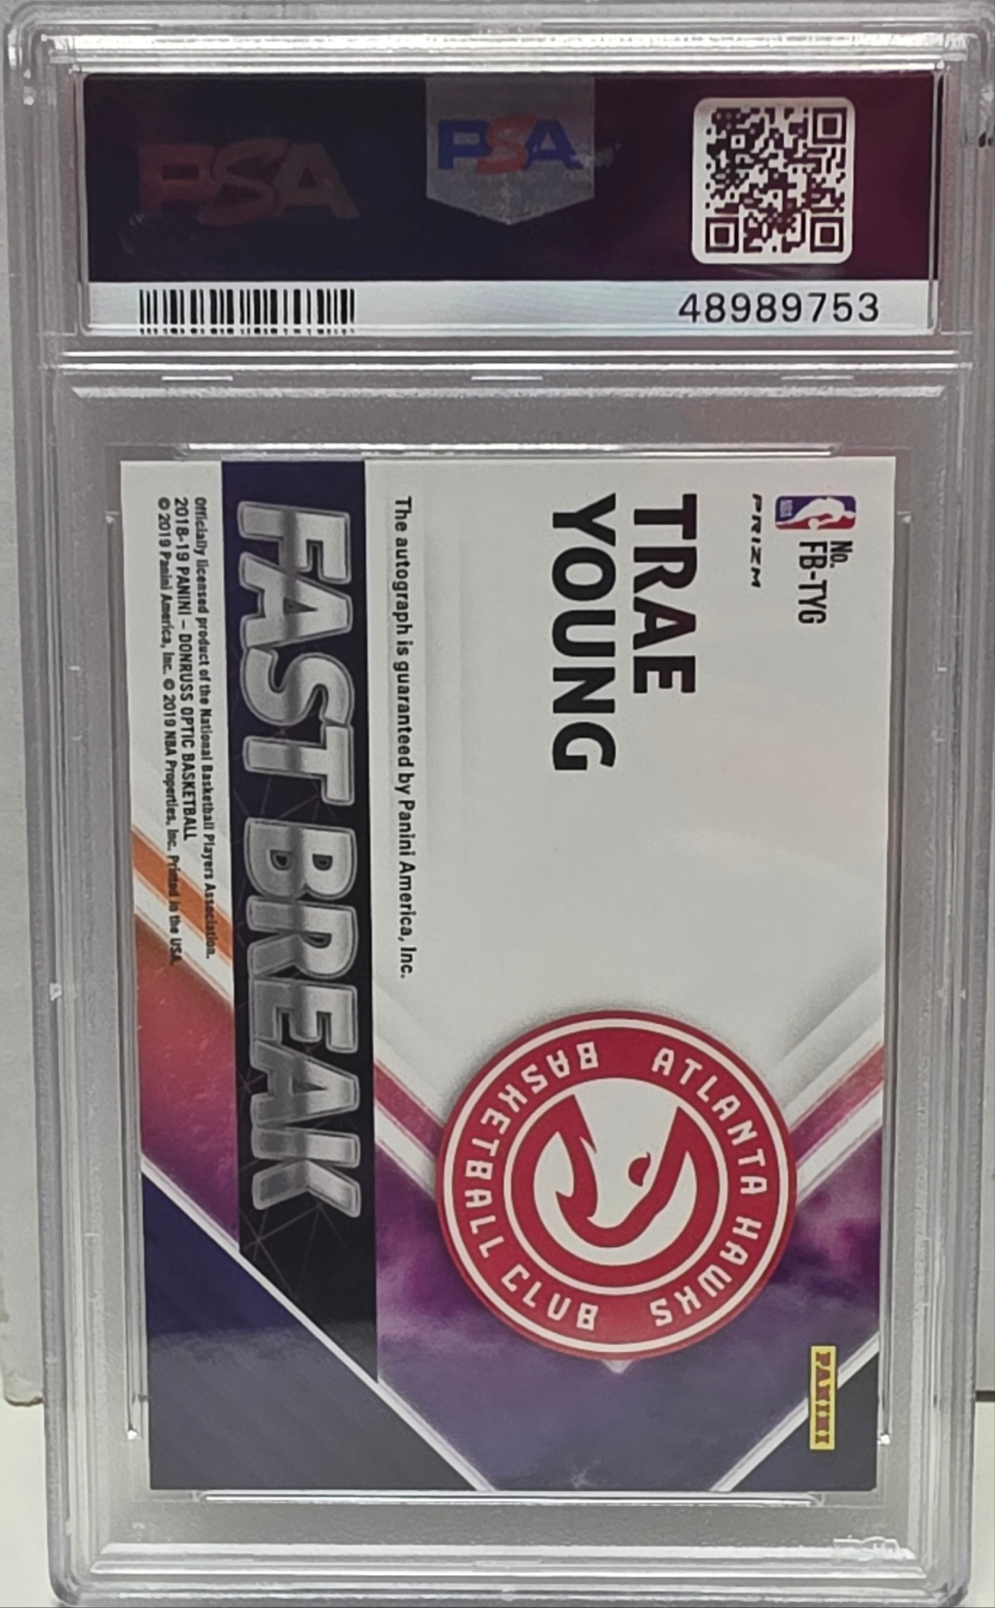 PSA
PSA
48989753
No.
FB-TYG
PRIZM
TRAE
YOUNG
The autograph is guaranteed by Panini America, Inc.
FAST BREAK
Officially licensed product of the National Basketball Players Association.
2018-19 PANINI – DONRUSS OPTIC BASKETBALL
© 2019 Panini America, Inc. © 2019 NBA Properties, Inc. Printed in the USA.
ATLANTA HAWKS
BASKETBALL CLUB
PANINI